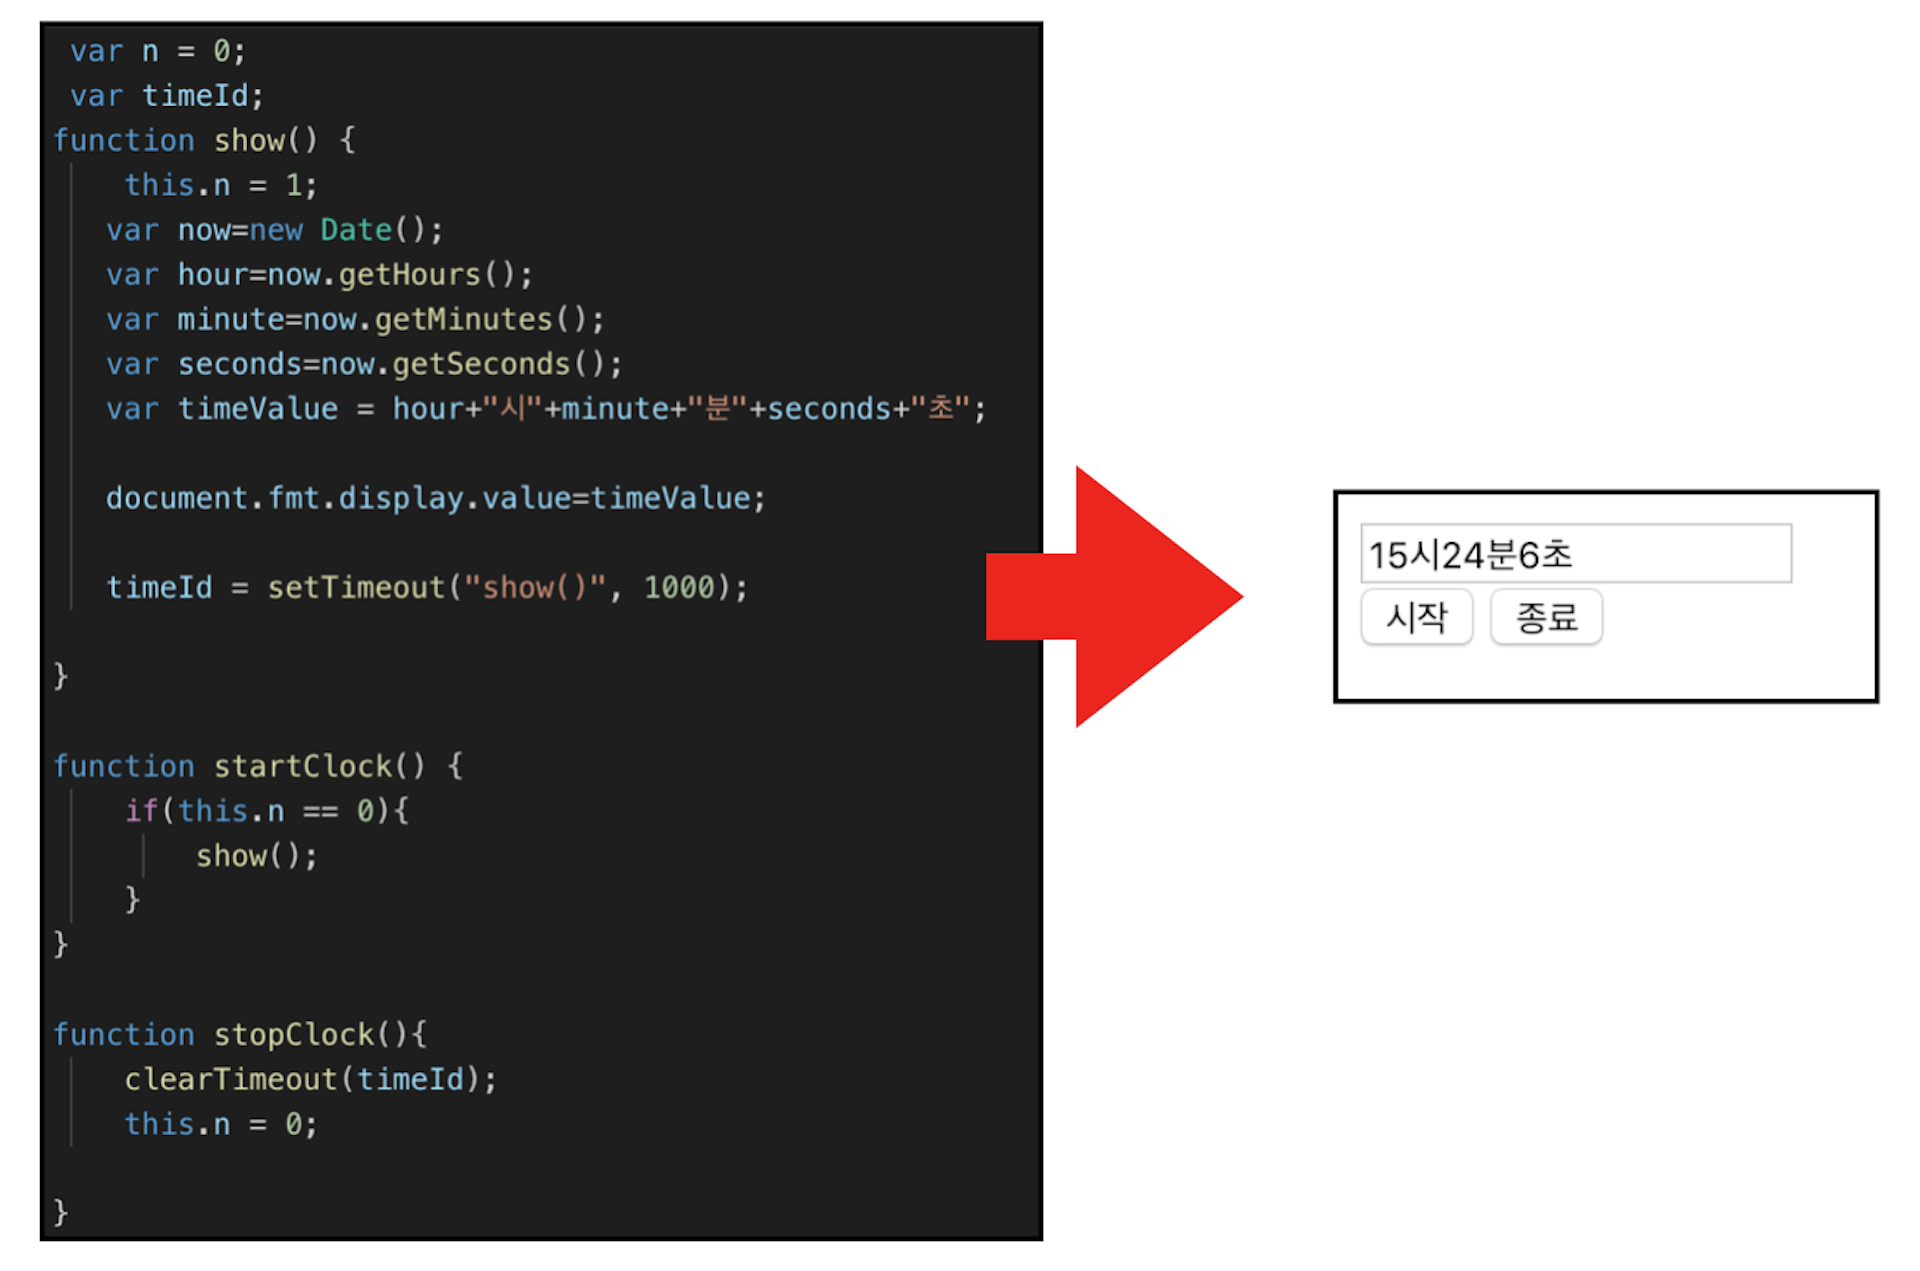 var n = 0;
var timeId;
function show() {
this.n = 1;
var now=new Date();
var hour=now.getHours();
var minute=now.getMinutes();
var seconds=now.getSeconds();
var timeValue = hour+"시"+minute+"분"+seconds+"초";
document.fmt.display.value=timeValue;
timeId = setTimeout("show()", 1000);
}
function startClock() {
if(this.n == 0){
show();
}
}
function stopClock(){
clearTimeout(timeId);
this.n = 0;
}
15시24분6초
시작 종료